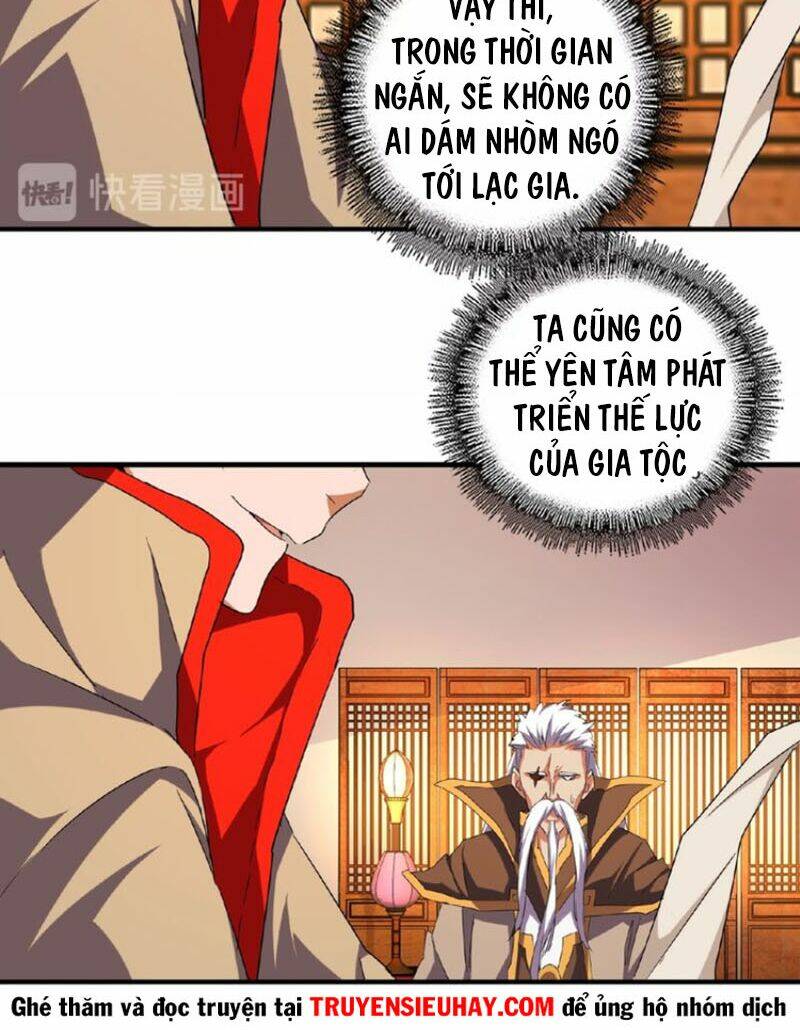 VẬY THÌ,
TRONG THỜI GIAN
NGẮN, SẼ KHÔNG CÓ
AI DÁM NHÒM NGÓ
TỚI LẠC GIA.
快看! 快看漫画
TA CŨNG CÓ
THỂ YÊN TÂM PHÁT
TRIỂN THẾ LỰC
CỦA GIA TỘC
Ghé thăm và đọc truyện tại TRUYENSIEUHAY.COM để ủng hộ nhóm dịch